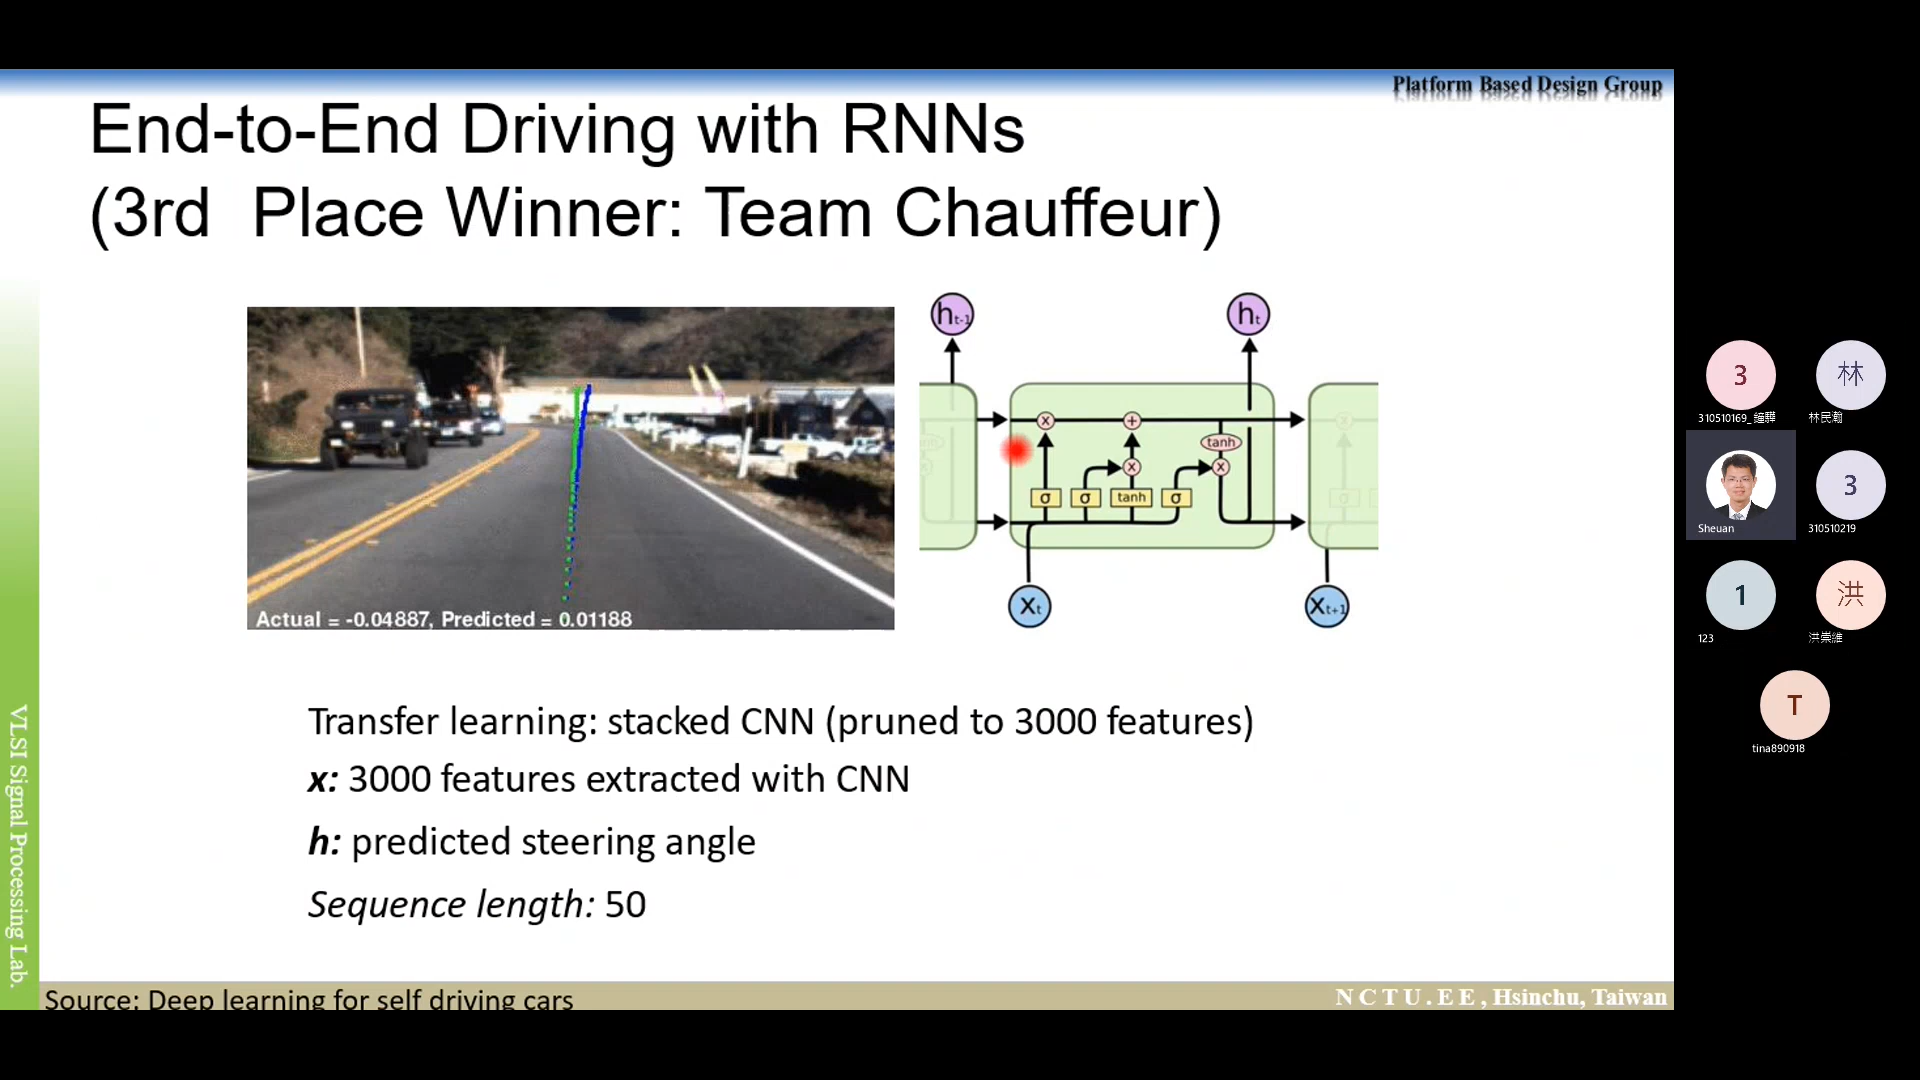 Platform Based Design Group
End-to-End Driving with RNNs
(3rd Place Winner: Team Chauffeur)
h t-1
h t
x
+
tanh
x
x
σ
σ
tanh
σ
X t
X t+1
Actual = -0.04887, Predicted = 0.01188
Transfer learning: stacked CNN (pruned to 3000 features)
x: 3000 features extracted with CNN
h: predicted steering angle
Sequence length: 50
VLSI Signal Processing Lab.
Source: Deep learning for self driving cars
N C T U . E E , Hsinchu, Taiwan
3
310510169_鐘驊
林
林民瀚
Sheuan
3
310510219
1
123
洪
洪崇維
T
tina890918